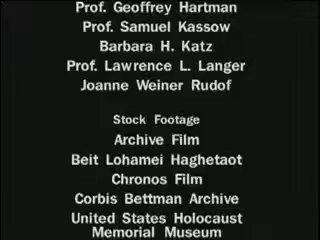 Prof. Geoffrey Hartman
Prof. Samuel Kassow
Barbara H. Katz
Prof. Lawrence L. Langer
Joanne Weiner Rudof
Stock Footage
Archive Film
Beit Lohamei Haghetaot
Chronos Film
Corbis Bettman Archive
United States Holocaust
Memorial Museum